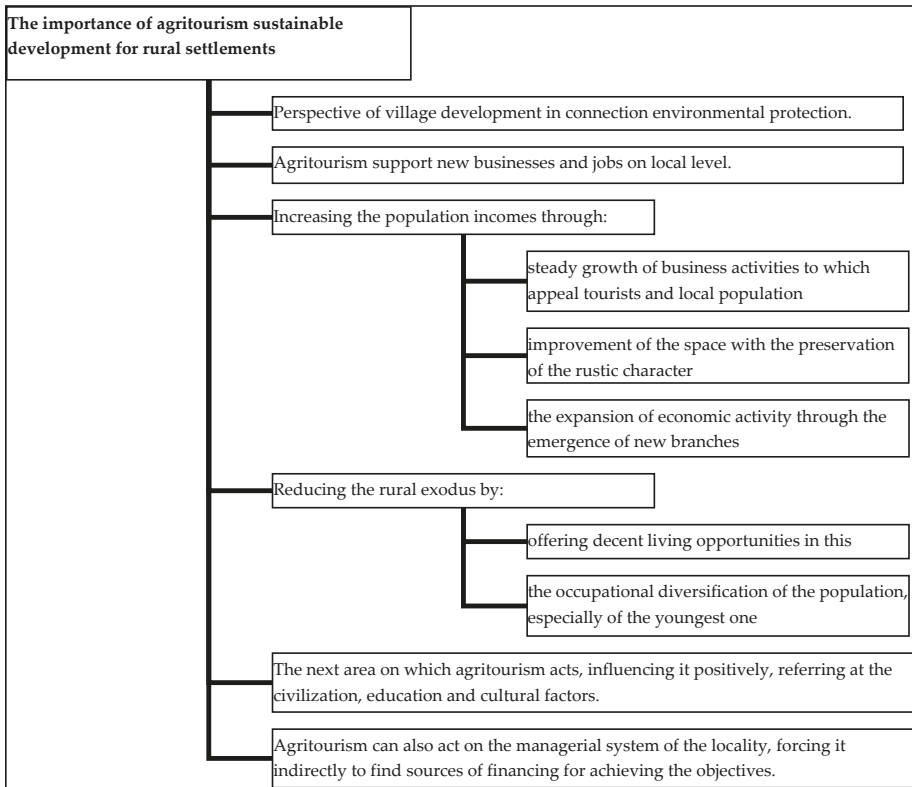 The importance of agritourism sustainable
development for rural settlements
Perspective of village development in connection environmental protection.
Agritourism support new businesses and jobs on local level.
Increasing the population incomes through:
steady growth of business activities to which
appeal tourists and local population
improvement of the space with the preservation
of the rustic character
the expansion of economic activity through the
emergence of new branches
Reducing the rural exodus by:
offering decent living opportunities in this
the occupational diversification of the population,
especially of the youngest one
The next area on which agritourism acts, influencing it positively, referring at the
civilization, education and cultural factors.
Agritourism can also act on the managerial system of the locality, forcing it
indirectly to find sources of financing for achieving the objectives.